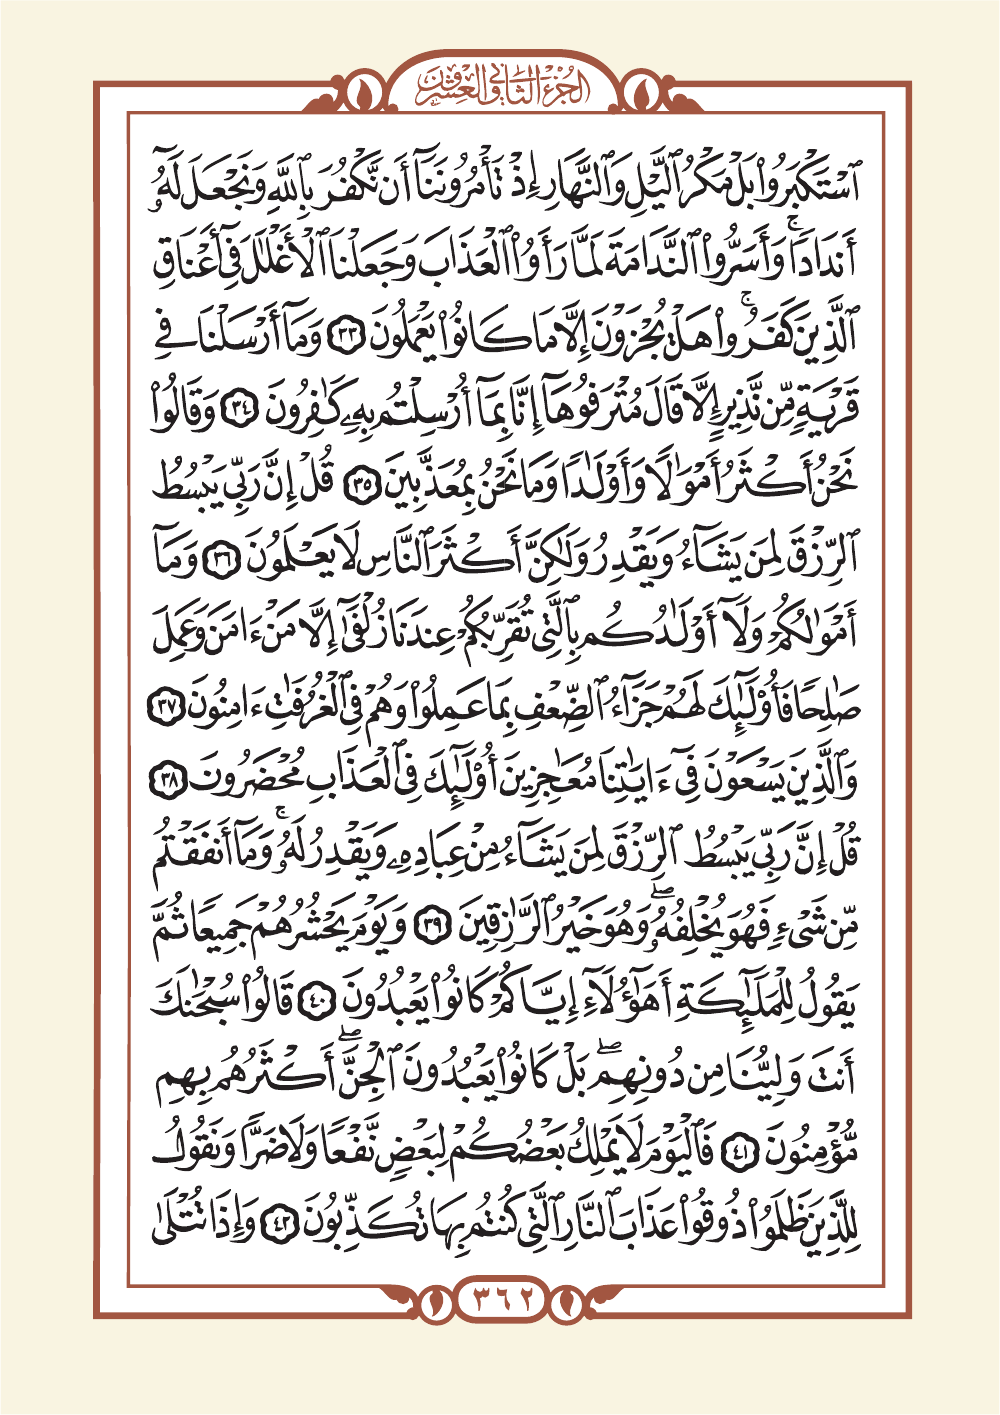 الجزء الثاني والعشرون
ٱسۡتَكۡبَرُواْ بَلۡ مَكۡرُ ٱلَّيۡلِ وَٱلنَّهَارِ إِذۡ تَأۡمُرُونَنَآ أَن نَّكۡفُرَ بِٱللَّهِ وَنَجۡعَلَ لَهُۥٓ
أَندَادٗاۚ وَأَسَرُّواْ ٱلنَّدَامَةَ لَمَّا رَأَوُاْ ٱلۡعَذَابَ وَجَعَلۡنَا ٱلۡأَغۡلَٰلَ فِيٓ أَعۡنَاقِ
ٱلَّذِينَ كَفَرُواْۚ هَلۡ يُجۡزَوۡنَ إِلَّا مَا كَانُواْ يَعۡمَلُونَ ٣٣ وَمَآ أَرۡسَلۡنَا فِي
قَرۡيَةٖ مِّن نَّذِيرٍ إِلَّا قَالَ مُتۡرَفُوهَآ إِنَّا بِمَآ أُرۡسِلۡتُم بِهِۦ كَٰفِرُونَ ٣٤ وَقَالُواْ
نَحۡنُ أَكۡثَرُ أَمۡوَٰلٗا وَأَوۡلَٰدٗا وَمَا نَحۡنُ بِمُعَذَّبِينَ ٣٥ قُلۡ إِنَّ رَبِّي يَبۡسُطُ
ٱلرِّزۡقَ لِمَن يَشَآءُ وَيَقۡدِرُ وَلَٰكِنَّ أَكۡثَرَ ٱلنَّاسِ لَا يَعۡلَمُونَ ٣٦ وَمَآ
أَمۡوَٰلُكُمۡ وَلَآ أَوۡلَٰدُكُم بِٱلَّتِي تُقَرِّبُكُمۡ عِندَنَا زُلۡفَىٰٓ إِلَّا مَنۡ ءَامَنَ وَعَمِلَ
صَٰلِحٗا فَأُوْلَٰٓئِكَ لَهُمۡ جَزَآءُ ٱلضِّعۡفِ بِمَا عَمِلُواْ وَهُمۡ فِي ٱلۡغُرُفَٰتِ ءَامِنُونَ ٣٧
وَٱلَّذِينَ يَسۡعَوۡنَ فِيٓ ءَايَٰتِنَا مُعَٰجِزِينَ أُوْلَٰٓئِكَ فِي ٱلۡعَذَابِ مُحۡضَرُونَ ٣٨
قُلۡ إِنَّ رَبِّي يَبۡسُطُ ٱلرِّزۡقَ لِمَن يَشَآءُ مِنۡ عِبَادِهِۦ وَيَقۡدِرُ لَهُۥۚ وَمَآ أَنفَقۡتُم
مِّن شَيۡءٖ فَهُوَ يُخۡلِفُهُۥۖ وَهُوَ خَيۡرُ ٱلرَّٰزِقِينَ ٣٩ وَيَوۡمَ يَحۡشُرُهُمۡ جَمِيعٗا ثُمَّ
يَقُولُ لِلۡمَلَٰٓئِكَةِ أَهَٰٓؤُلَآءِ إِيَّاكُمۡ كَانُواْ يَعۡبُدُونَ ٤٠ قَالُواْ سُبۡحَٰنَكَ
أَنتَ وَلِيُّنَا مِن دُونِهِمۖ بَلۡ كَانُواْ يَعۡبُدُونَ ٱلۡجِنَّۖ أَكۡثَرُهُم بِهِم
مُّؤۡمِنُونَ ٤١ فَٱلۡيَوۡمَ لَا يَمۡلِكُ بَعۡضُكُمۡ لِبَعۡضٖ نَّفۡعٗا وَلَا ضَرّٗا وَنَقُولُ
لِلَّذِينَ ظَلَمُواْ ذُوقُواْ عَذَابَ ٱلنَّارِ ٱلَّتِي كُنتُم بِهَا تُكَذِّبُونَ ٤٢ وَإِذَا تُتۡلَىٰ
٣٦٢